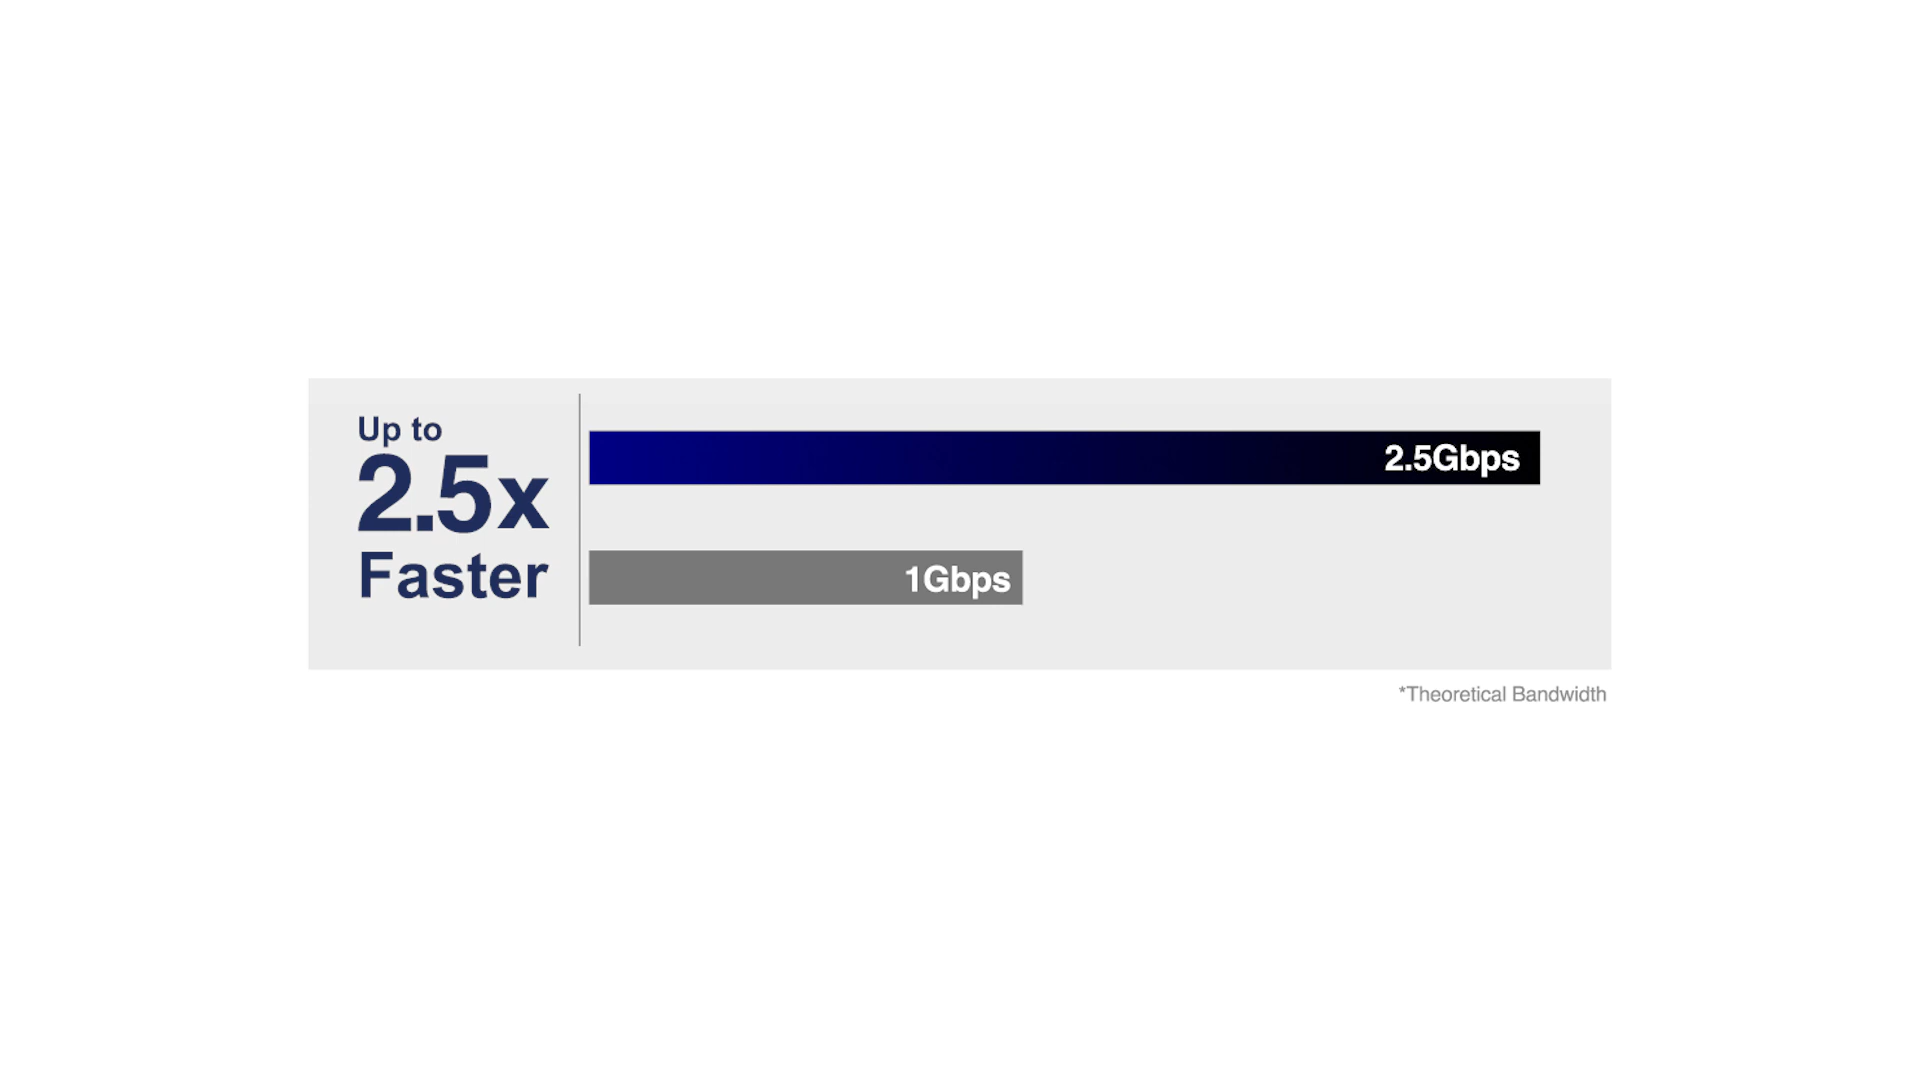 Up to
2.5x
Faster
2.5Gbps
1Gbps
*Theoretical Bandwidth